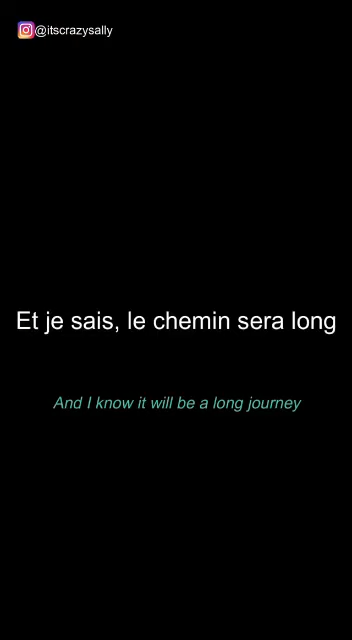 @itscrazysally
Et je sais, le chemin sera long
And I know it will be a long journey